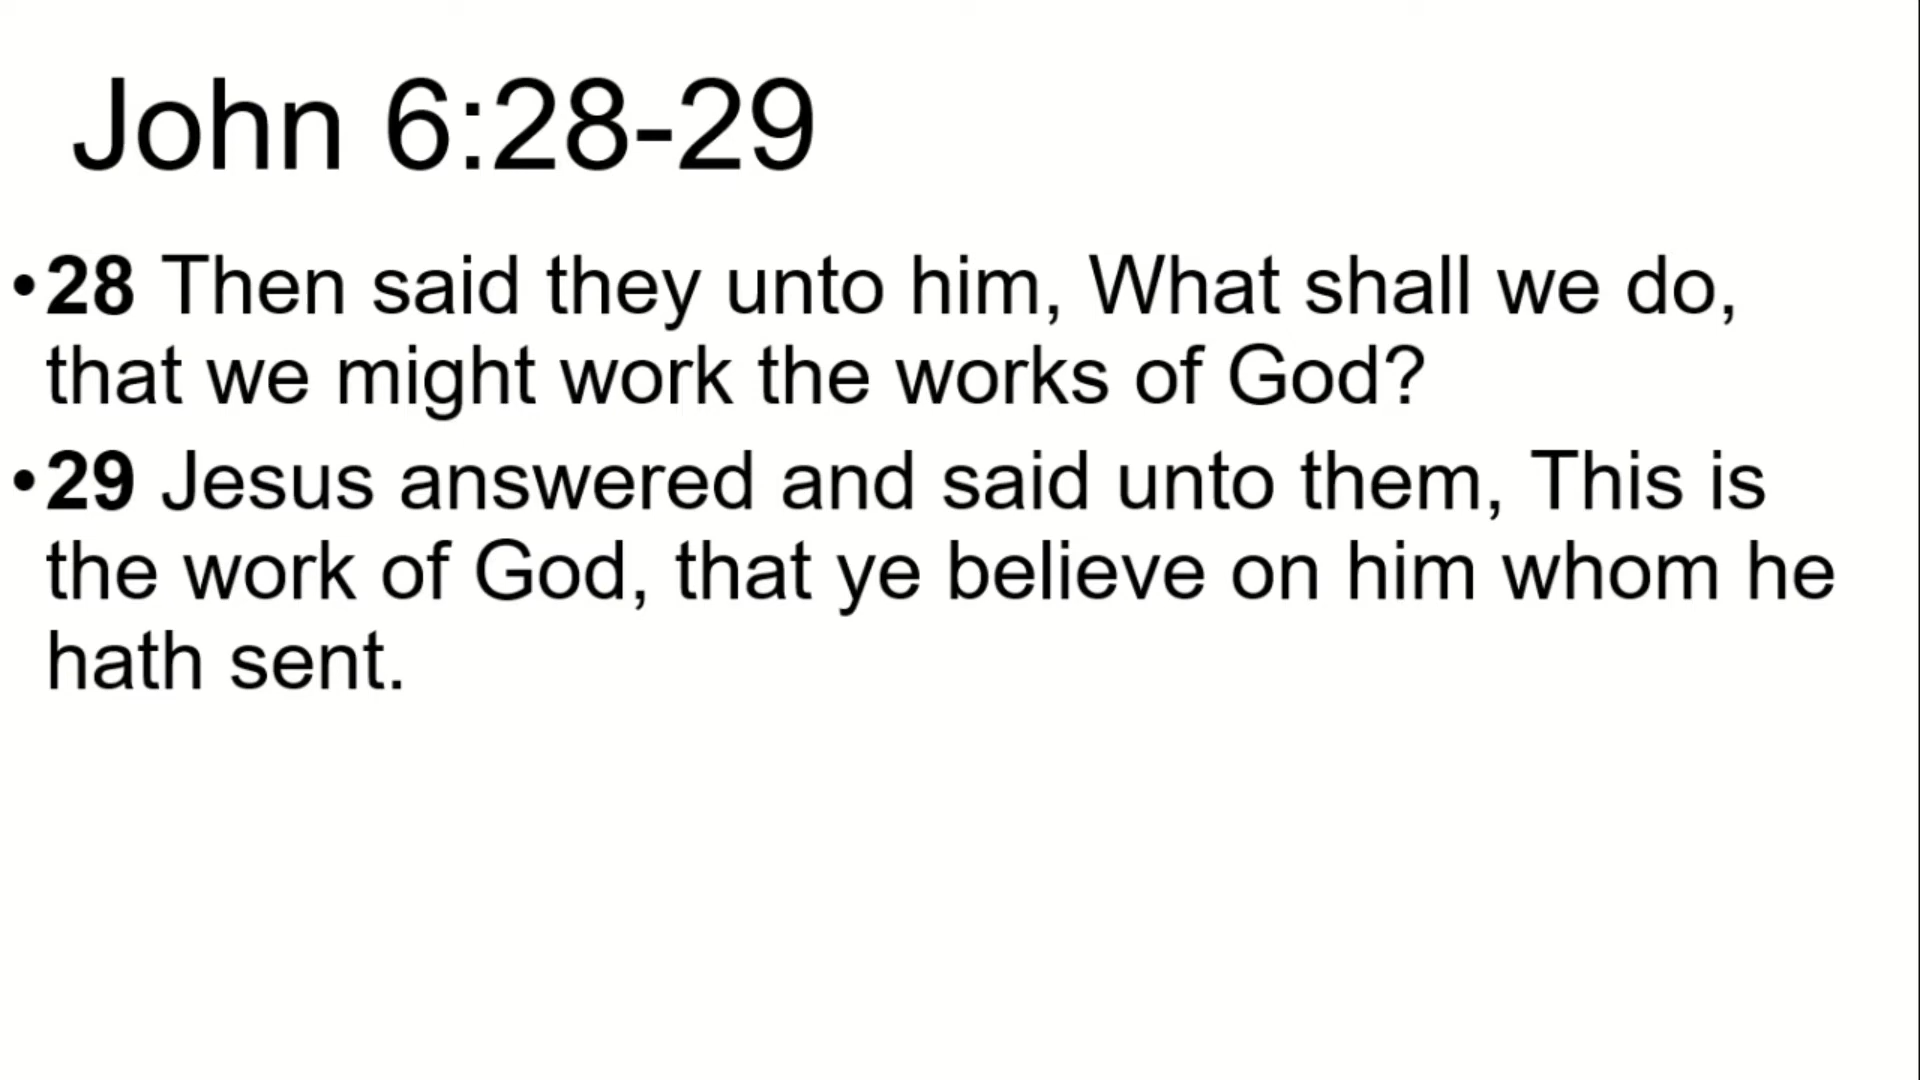 John 6:28-29
•28 Then said they unto him, What shall we do,
that we might work the works of God?
•29 Jesus answered and said unto them, This is
the work of God, that ye believe on him whom he
hath sent.